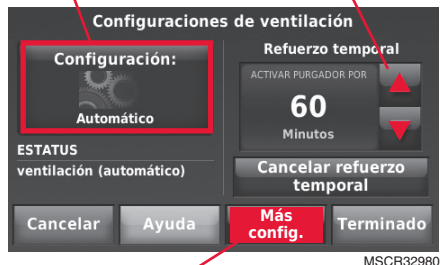 Configuraciones de ventilación
Configuración:
Automático
ESTATUS
ventilación (automático)
Refuerzo temporal
ACTIVAR PURGADOR POR
60
Minutos
Cancelar refuerzo
temporal
Cancelar
Ayuda
Más
config.
Terminado
MSCR32980